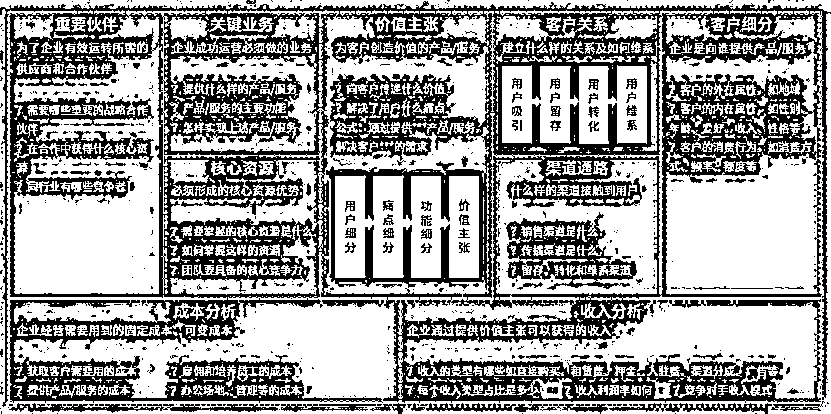 重要伙伴
为了企业有效运转所需的
供应商和合作伙伴
? 需要哪些重要的战略合作
伙伴
? 在合作中获得什么核心资
源
? 同行业有哪些竞争者
关键业务
企业成功运营必须做的业务
? 提供什么样的产品/服务
? 产品/服务的主要功能
? 怎样实现上述产品/服务
核心资源
必须形成的核心资源优势
? 需要掌握的核心资源是什么
? 如何掌握这样的资源
? 团队要具备的核心竞争力
价值主张
为客户创造价值的产品/服务
? 向客户传递什么价值
? 解决了用户什么痛点
公式：通过提供**产品/服务,
解决客户**的需求
用户细分
痛点细分
功能细分
价值主张
客户关系
建立什么样的关系及如何维系
用户吸引
用户留存
用户转化
用户维系
渠道通路
什么样的渠道接触到用户
? 销售渠道是什么
? 传播渠道是什么
? 留存、转化和维系渠道
客户细分
企业是向谁提供产品/服务
? 客户的外在属性，如地域
? 客户的内在属性，如性别、
年龄、爱好、收入、性格等
? 客户的消费行为，如消费方
式、频率、强度等
成本分析
企业经营需要用到的固定成本、可变成本
? 获取客户需要用的成本
? 提供产品/服务的成本
? 雇佣和培养员工的成本
? 办公场地、管理等的成本
收入分析
企业通过提供价值主张可以获得的收入
? 收入的类型有哪些如直接购买、租赁费、押金、入驻费、渠道分成、广告等
? 每个收入类型占比是多少
? 收入利润率如何
? 竞争对手收入模式